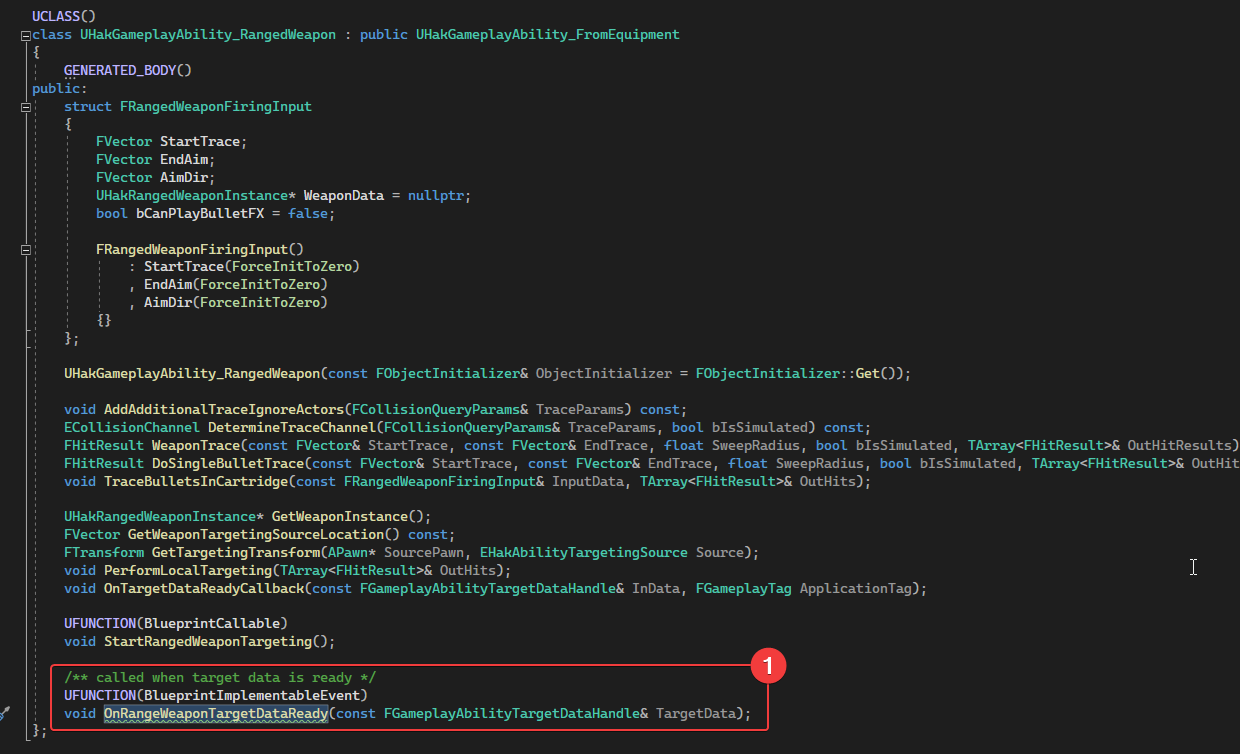 UCLASS()
class UHakGameplayAbility_RangedWeapon : public UHakGameplayAbility_FromEquipment
{
GENERATED_BODY()
public:
struct FRangedWeaponFiringInput
{
FVector StartTrace;
FVector EndAim;
FVector AimDir;
UHakRangedWeaponInstance* WeaponData = nullptr;
bool bCanPlayBulletFX = false;
FRangedWeaponFiringInput()
: StartTrace(ForceInitToZero)
, EndAim(ForceInitToZero)
, AimDir(ForceInitToZero)
{}
};
UHakGameplayAbility_RangedWeapon(const FObjectInitializer& ObjectInitializer = FObjectInitializer::Get());
void AddAdditionalTraceIgnoreActors(FCollisionQueryParams& TraceParams) const;
ECollisionChannel DetermineTraceChannel(FCollisionQueryParams& TraceParams, bool bIsSimulated) const;
FHitResult WeaponTrace(const FVector& StartTrace, const FVector& EndTrace, float SweepRadius, bool bIsSimulated, TArray<FHitResult>& OutHitResults)
FHitResult DoSingleBulletTrace(const FVector& StartTrace, const FVector& EndTrace, float SweepRadius, bool bIsSimulated, TArray<FHitResult>& OutHit
void TraceBulletsInCartridge(const FRangedWeaponFiringInput& InputData, TArray<FHitResult>& OutHits);
UHakRangedWeaponInstance* GetWeaponInstance();
FVector GetWeaponTargetingSourceLocation() const;
FTransform GetTargetingTransform(APawn* SourcePawn, EHakAbilityTargetingSource Source);
void PerformLocalTargeting(TArray<FHitResult>& OutHits);
void OnTargetDataReadyCallback(const FGameplayAbilityTargetDataHandle& InData, FGameplayTag ApplicationTag);
UFUNCTION(BlueprintCallable)
void StartRangedWeaponTargeting();
1
/** called when target data is ready */
UFUNCTION(BlueprintImplementableEvent)
void OnRangeWeaponTargetDataReady(const FGameplayAbilityTargetDataHandle& TargetData);
};